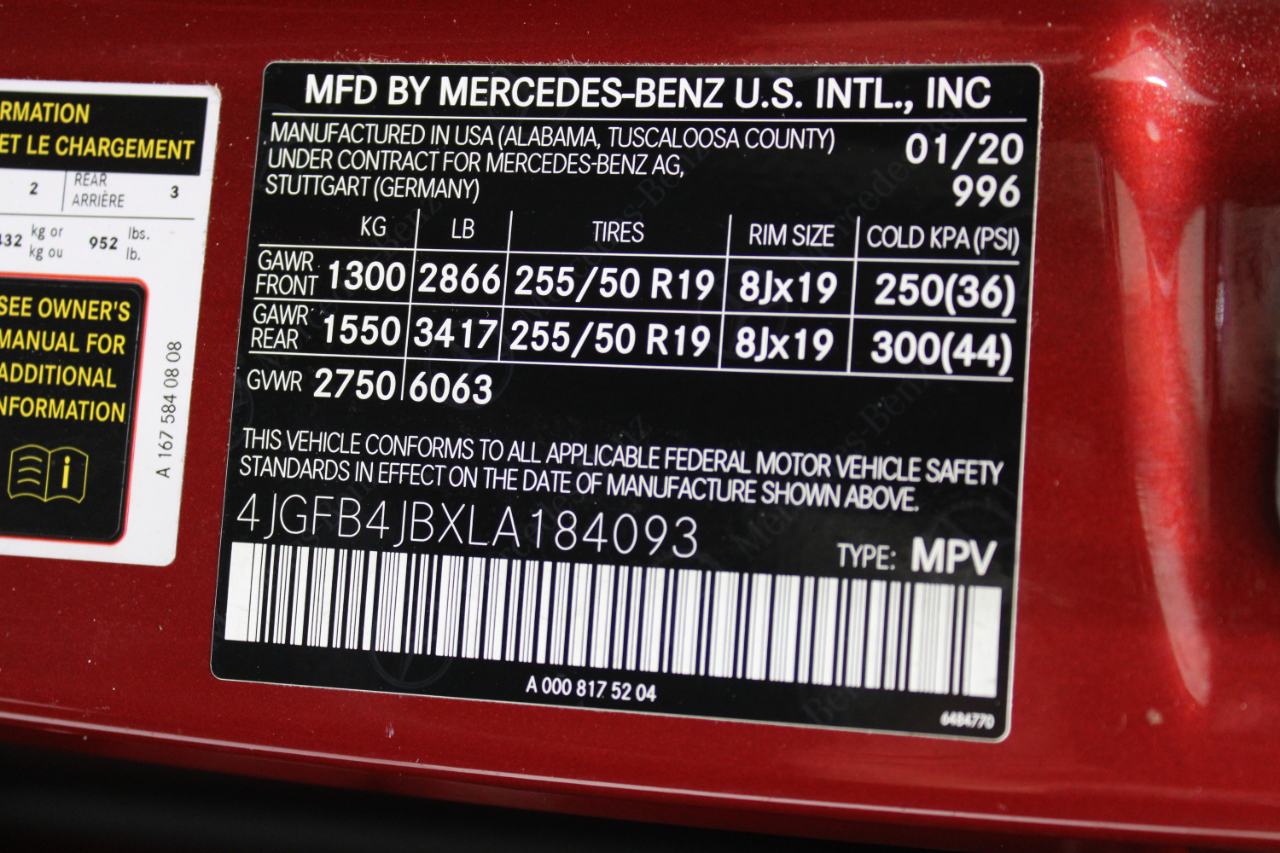 RMATION
ET LE CHARGEMENT
2 REAR 3
ARRIÈRE
kg or 952 lbs.
kg ou lb.
SEE OWNER'S
MANUAL FOR
ADDITIONAL
NFORMATION
i
A 167 584 08 08
MFD BY MERCEDES-BENZ U.S. INTL., INC
MANUFACTURED IN USA (ALABAMA, TUSCALOOSA COUNTY) 01/20
UNDER CONTRACT FOR MERCEDES-BENZ AG, 996
STUTTGART (GERMANY)
KG LB TIRES RIM SIZE COLD KPA (PSI)
GAWR FRONT 1300 2866 255/50 R19 8Jx19 250(36)
GAWR REAR 1550 3417 255/50 R19 8Jx19 300(44)
GVWR 2750 6063
THIS VEHICLE CONFORMS TO ALL APPLICABLE FEDERAL MOTOR VEHICLE SAFETY
STANDARDS IN EFFECT ON THE DATE OF MANUFACTURE SHOWN ABOVE.
4JGFB4JBXLA184093
TYPE: MPV
A 000 817 52 04
6484770